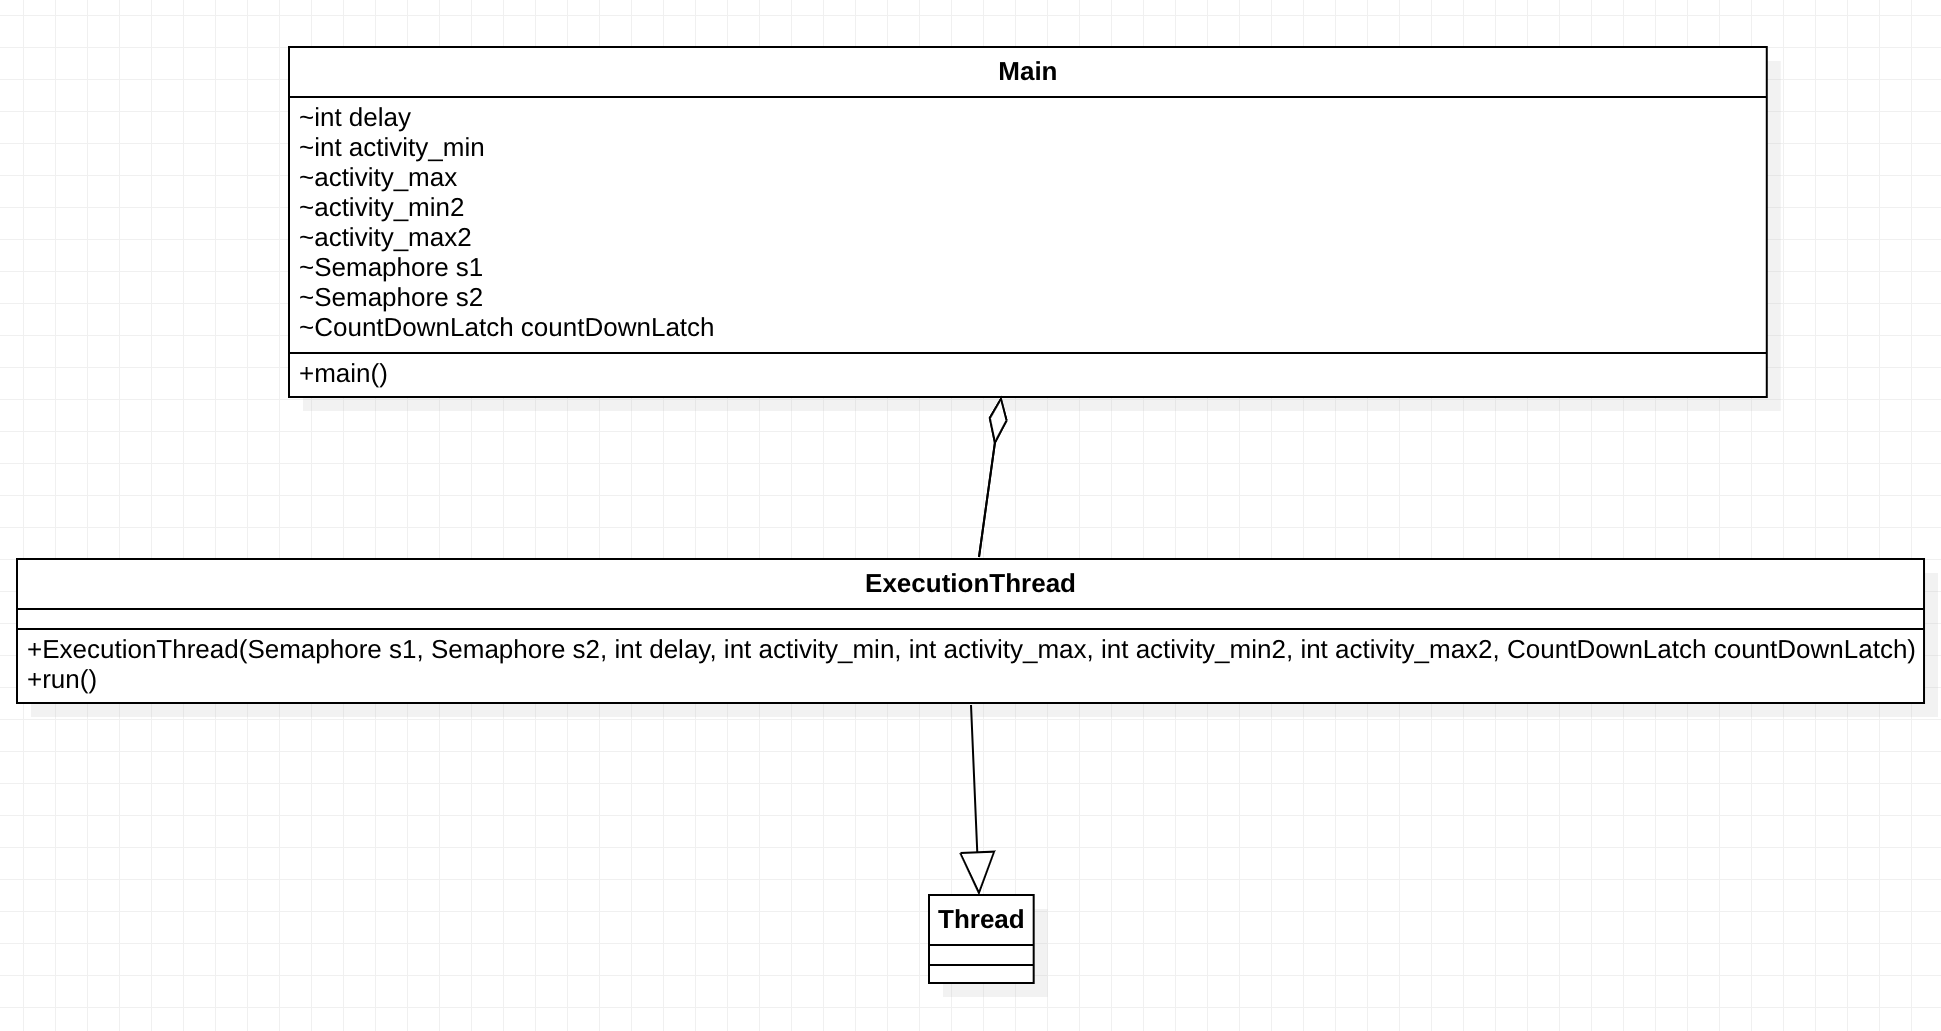 Main
~int delay
~int activity_min
~activity_max
~activity_min2
~activity_max2
~Semaphore s1
~Semaphore s2
~CountDownLatch countDownLatch
+main()
ExecutionThread
+ExecutionThread(Semaphore s1, Semaphore s2, int delay, int activity_min, int activity_max, int activity_min2, int activity_max2, CountDownLatch countDownLatch)
+run()
Thread